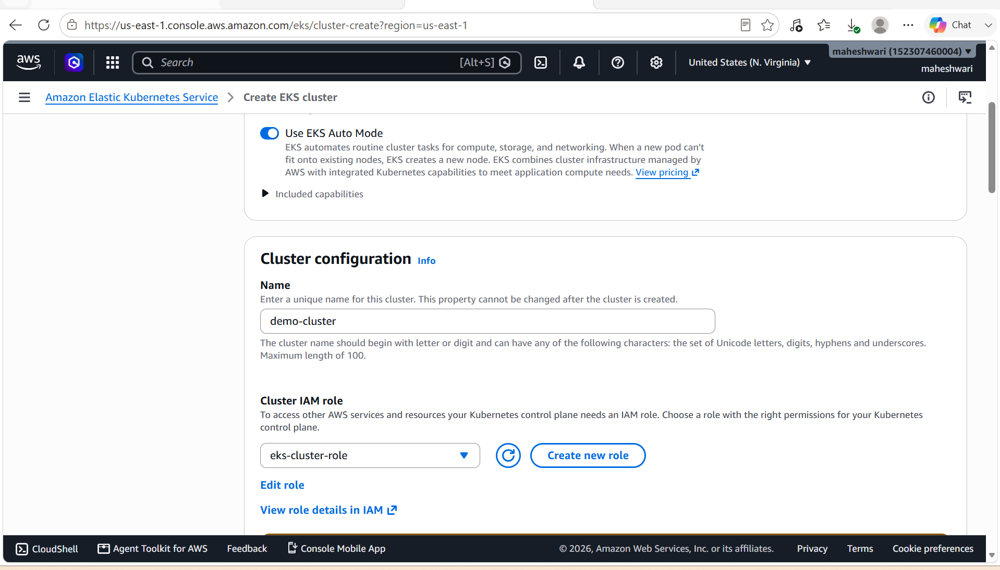 https://us-east-1.console.aws.amazon.com/eks/cluster-create?region=us-east-1
Chat
aws
Search
[Alt+S]
United States (N. Virginia)
maheshwari (152307460004)
maheshwari
Amazon Elastic Kubernetes Service
Create EKS cluster
Use EKS Auto Mode
EKS automates routine cluster tasks for compute, storage, and networking. When a new pod can't
fit onto existing nodes, EKS creates a new node. EKS combines cluster infrastructure managed by
AWS with integrated Kubernetes capabilities to meet application compute needs. View pricing
Included capabilities
Cluster configuration Info
Name
Enter a unique name for this cluster. This property cannot be changed after the cluster is created.
demo-cluster
The cluster name should begin with letter or digit and can have any of the following characters: the set of Unicode letters, digits, hyphens and underscores.
Maximum length of 100.
Cluster IAM role
To access other AWS services and resources your Kubernetes control plane needs an IAM role. Choose a role with the right permissions for your Kubernetes
control plane.
eks-cluster-role
Create new role
Edit role
View role details in IAM
CloudShell
Agent Toolkit for AWS
Feedback
Console Mobile App
© 2026, Amazon Web Services, Inc. or its affiliates.
Privacy
Terms
Cookie preferences